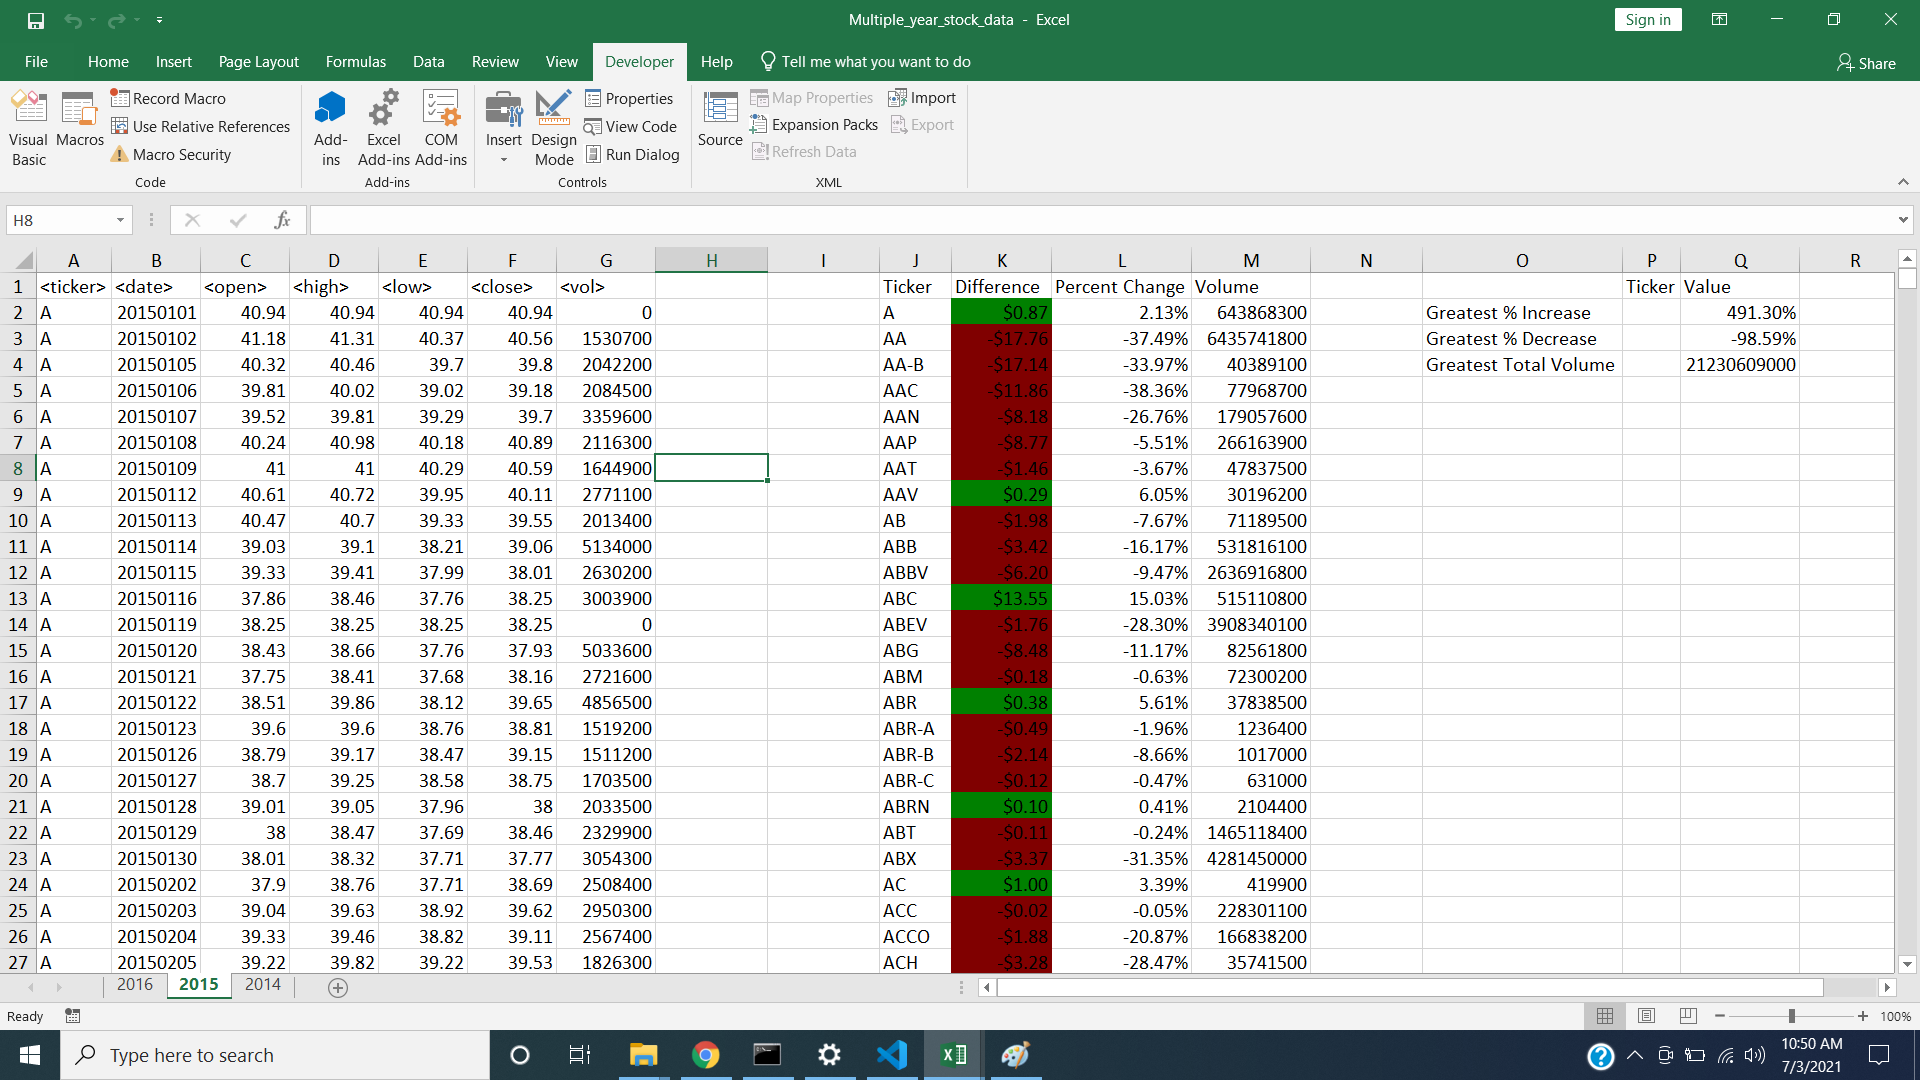 Multiple_year_stock_data - Excel
Sign in
File Home Insert Page Layout Formulas Data Review View Developer Help Tell me what you want to do Share
Visual Basic
Macros
Record Macro
Use Relative References
Macro Security
Code
Add-ins
Excel Add-ins
COM Add-ins
Add-ins
Insert
Design Mode
Properties
View Code
Run Dialog
Controls
Source
Map Properties
Expansion Packs
Refresh Data
Import
Export
XML
H8 fx
A B C D E F G H I J K L M N O P Q R
1 <ticker> <date> <open> <high> <low> <close> <vol> Ticker Difference Percent Change Volume Ticker Value
2 A 20150101 40.94 40.94 40.94 40.94 0 A $0.87 2.13% 643868300 Greatest % Increase 491.30%
3 A 20150102 41.18 41.31 40.37 40.56 1530700 AA -$17.76 -37.49% 6435741800 Greatest % Decrease -98.59%
4 A 20150105 40.32 40.46 39.7 39.8 2042200 AA-B -$17.14 -33.97% 40389100 Greatest Total Volume 21230609000
5 A 20150106 39.81 40.02 39.02 39.18 2084500 AAC -$11.86 -38.36% 77968700
6 A 20150107 39.52 39.81 39.29 39.7 3359600 AAN -$8.18 -26.76% 179057600
7 A 20150108 40.24 40.98 40.18 40.89 2116300 AAP -$8.77 -5.51% 266163900
8 A 20150109 41 41 40.29 40.59 1644900 AAT -$1.46 -3.67% 47837500
9 A 20150112 40.61 40.72 39.95 40.11 2771100 AAV $0.29 6.05% 30196200
10 A 20150113 40.47 40.7 39.33 39.55 2013400 AB -$1.98 -7.67% 71189500
11 A 20150114 39.03 39.1 38.21 39.06 5134000 ABB -$3.42 -16.17% 531816100
12 A 20150115 39.33 39.41 37.99 38.01 2630200 ABBV -$6.20 -9.47% 2636916800
13 A 20150116 37.86 38.46 37.76 38.25 3003900 ABC $13.55 15.03% 515110800
14 A 20150119 38.25 38.25 38.25 38.25 0 ABEV -$1.76 -28.30% 3908340100
15 A 20150120 38.43 38.66 37.76 37.93 5033600 ABG -$8.48 -11.17% 82561800
16 A 20150121 37.75 38.41 37.68 38.16 2721600 ABM -$0.18 -0.63% 72300200
17 A 20150122 38.51 39.86 38.12 39.65 4856500 ABR $0.38 5.61% 37838500
18 A 20150123 39.6 39.6 38.76 38.81 1519200 ABR-A -$0.49 -1.96% 1236400
19 A 20150126 38.79 39.17 38.47 39.15 1511200 ABR-B -$2.14 -8.66% 1017000
20 A 20150127 38.7 39.25 38.58 38.75 1703500 ABR-C -$0.12 -0.47% 631000
21 A 20150128 39.01 39.05 37.96 38 2033500 ABRN $0.10 0.41% 2104400
22 A 20150129 38 38.47 37.69 38.46 2329900 ABT -$0.11 -0.24% 1465118400
23 A 20150130 38.01 38.32 37.71 37.77 3054300 ABX -$3.37 -31.35% 4281450000
24 A 20150202 37.9 38.76 37.71 38.69 2508400 AC $1.00 3.39% 419900
25 A 20150203 39.04 39.63 38.92 39.62 2950300 ACC -$0.02 -0.05% 228301100
26 A 20150204 39.33 39.46 38.82 39.11 2567400 ACCO -$1.88 -20.87% 166838200
27 A 20150205 39.22 39.82 39.22 39.53 1826300 ACH -$3.28 -28.47% 35741500
2016 2015 2014
Ready 100%
Type here to search
10:50 AM
7/3/2021